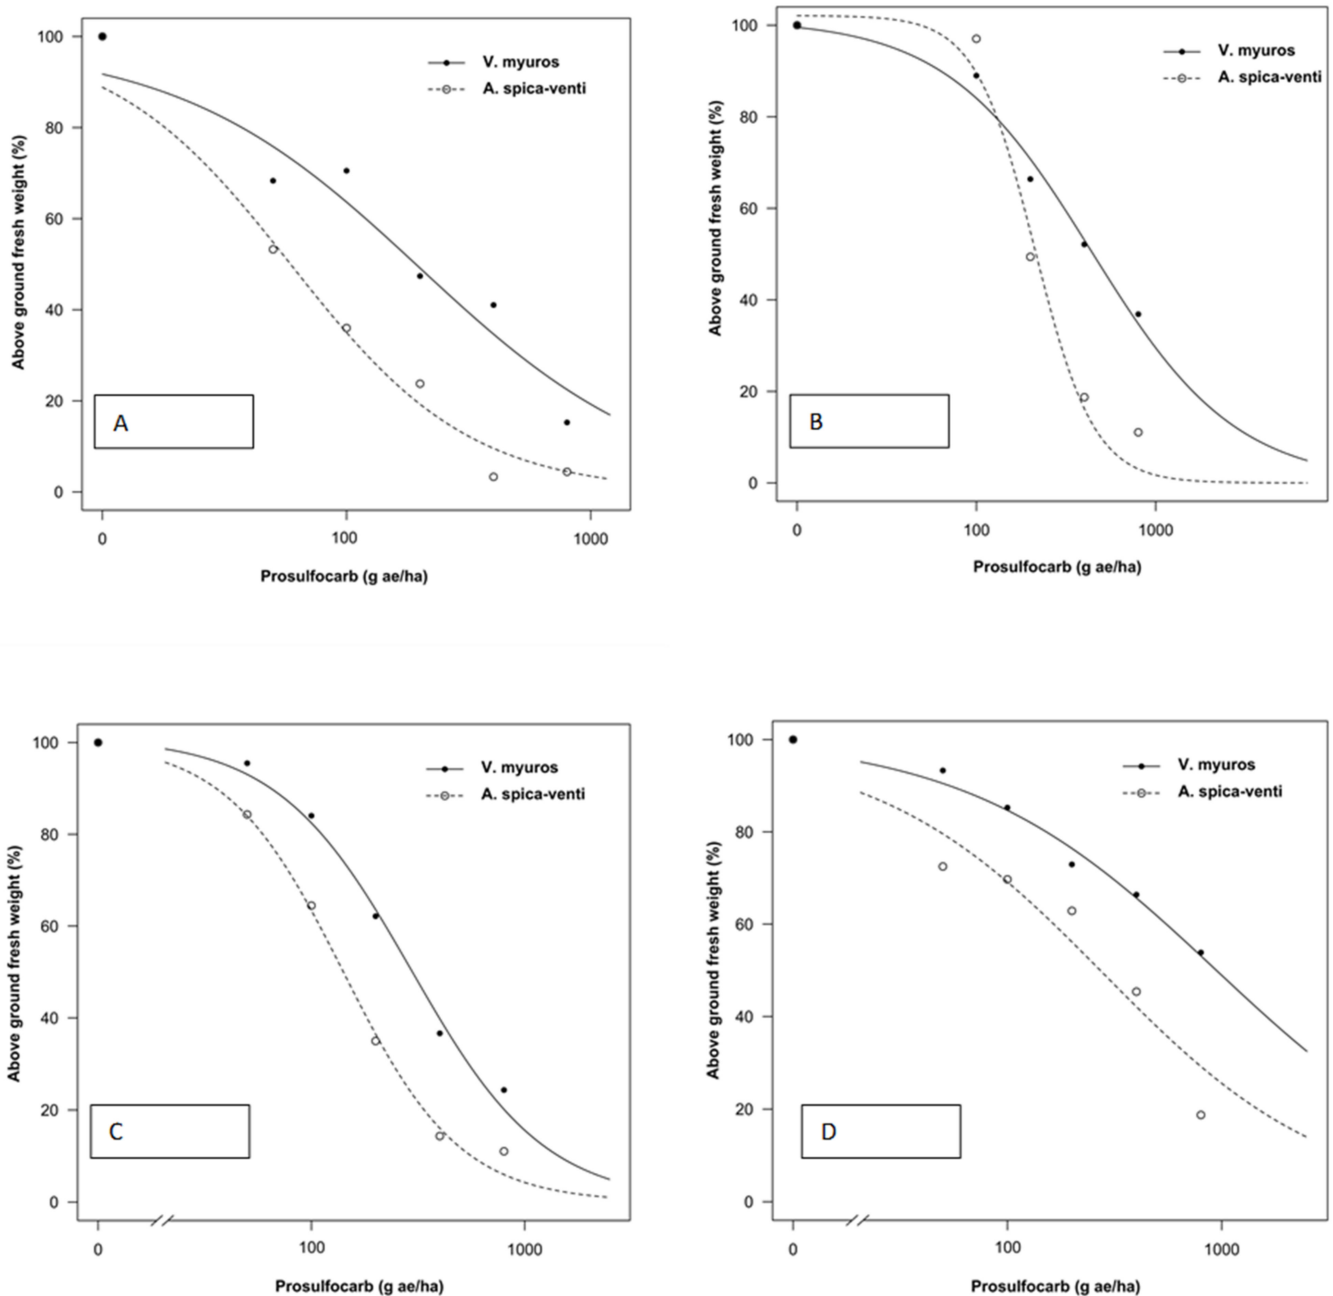 100
80
60
40
20
0
Above ground fresh weight (%)
V. myuros
A. spica-venti
A
0 100 1000
Prosulfocarb (g ae/ha)
100
80
60
40
20
0
Above ground fresh weight (%)
V. myuros
A. spica-venti
B
0 100 1000
Prosulfocarb (g ae/ha)
100
80
60
40
20
0
Above ground fresh weight (%)
V. myuros
A. spica-venti
C
0 100 1000
Prosulfocarb (g ae/ha)
100
80
60
40
20
0
Above ground fresh weight (%)
V. myuros
A. spica-venti
D
0 100 1000
Prosulfocarb (g ae/ha)